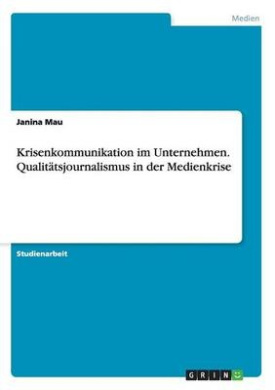 Medien
Janina Mau
Krisenkommunikation im Unternehmen.
Qualitätsjournalismus in der Medienkrise
Studienarbeit
GRIN